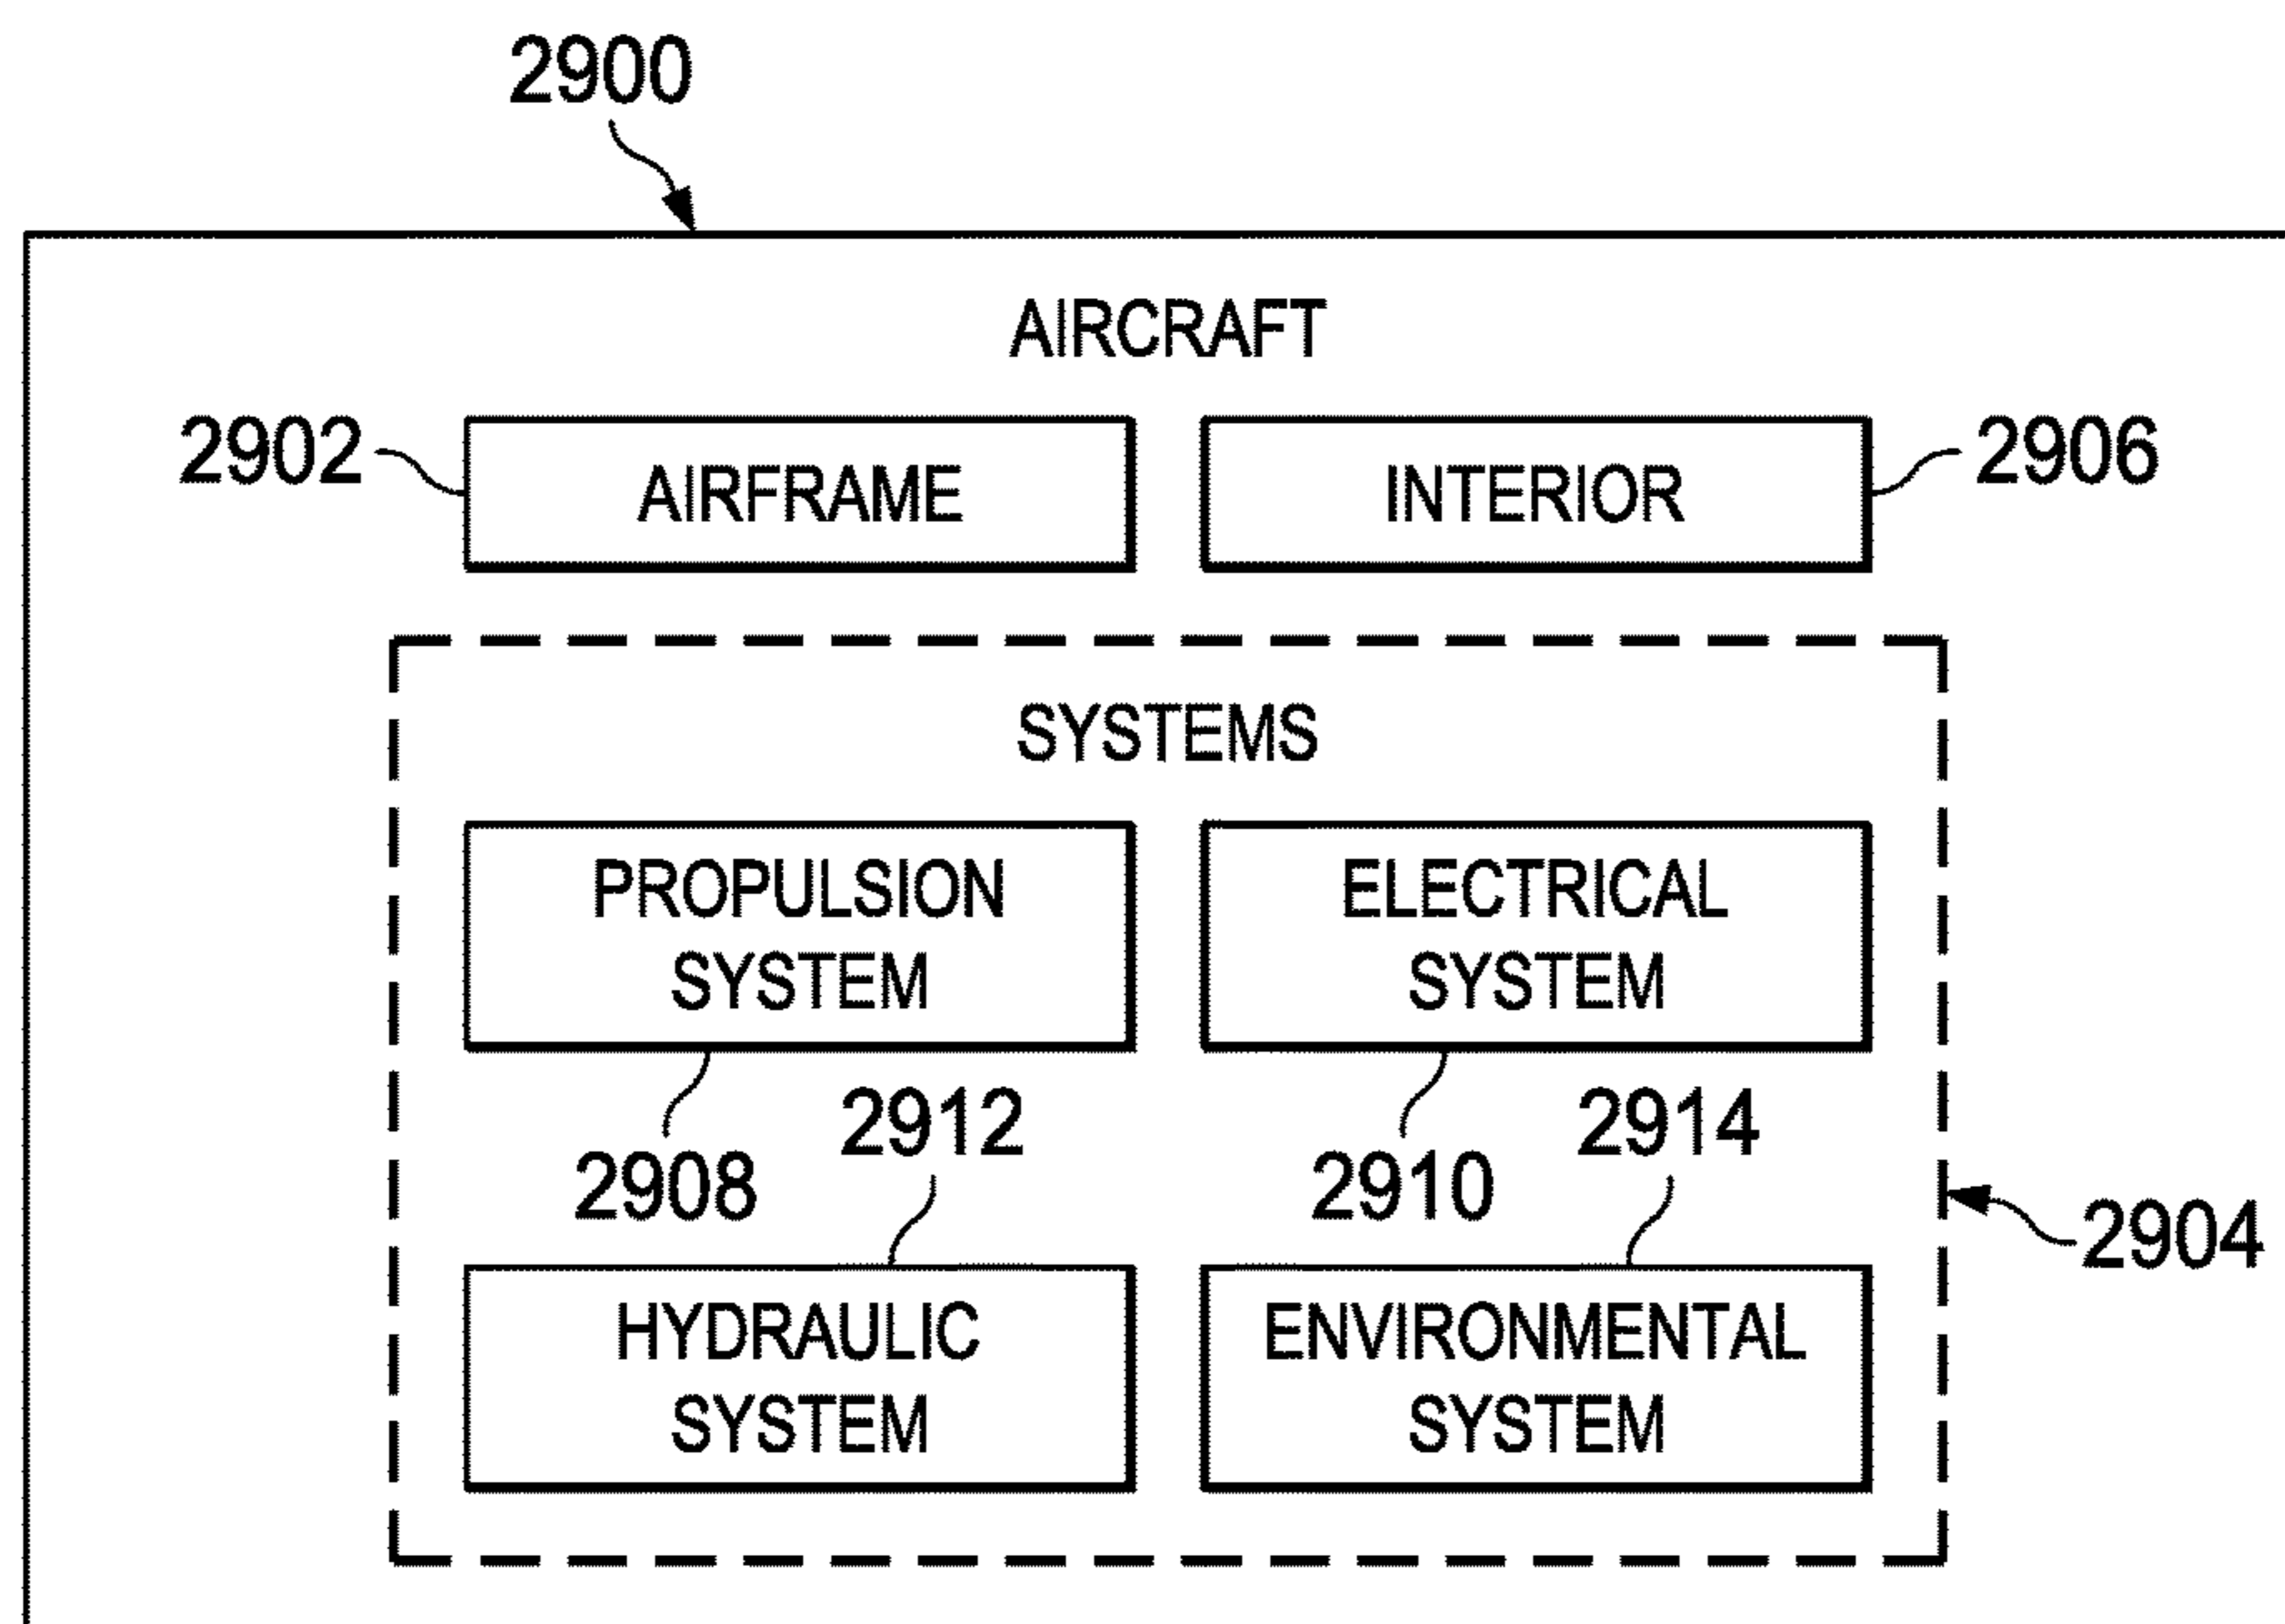 2900
AIRCRAFT
2902
AIRFRAME
INTERIOR
2906
SYSTEMS
PROPULSION
SYSTEM
ELECTRICAL
SYSTEM
2908
2912
2910
2914
2904
HYDRAULIC
SYSTEM
ENVIRONMENTAL
SYSTEM